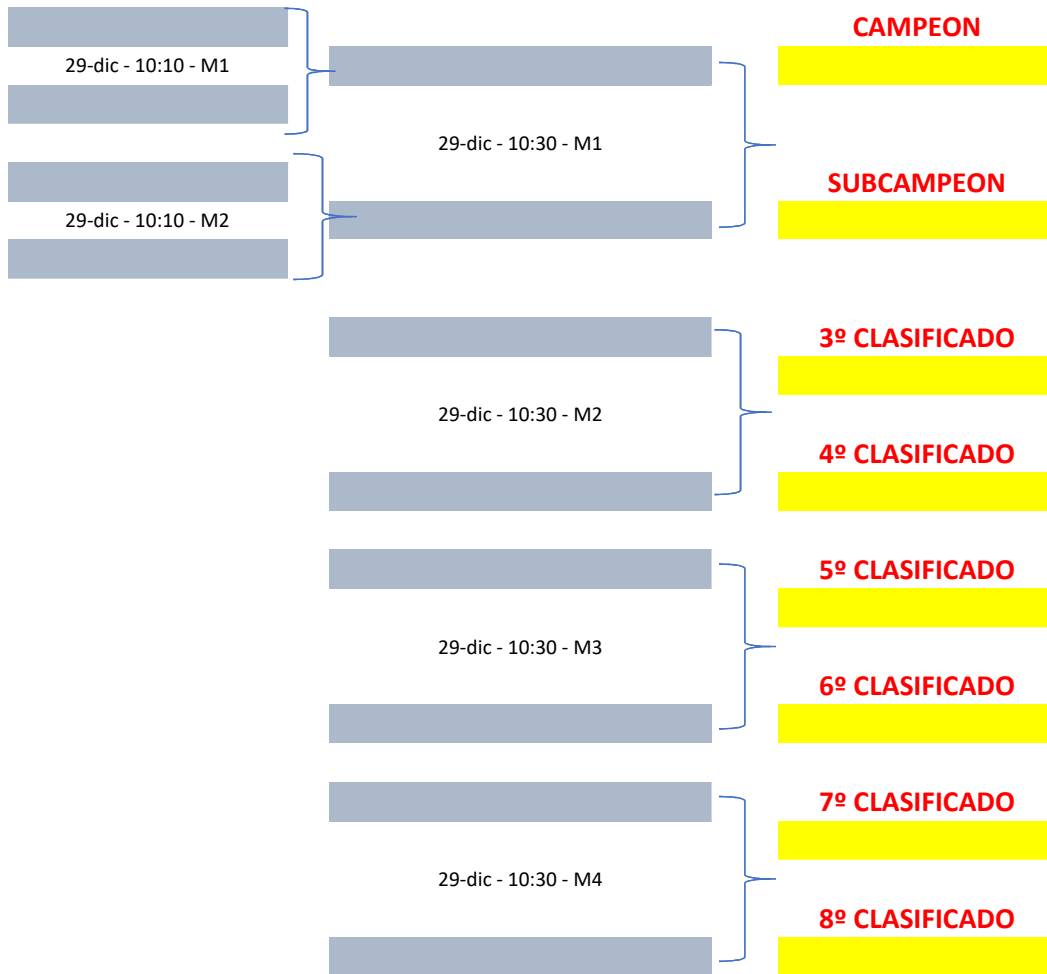 CAMPEON
29-dic - 10:10 - M1
29-dic - 10:30 - M1
SUBCAMPEON
29-dic - 10:10 - M2
3º CLASIFICADO
29-dic - 10:30 - M2
4º CLASIFICADO
5º CLASIFICADO
29-dic - 10:30 - M3
6º CLASIFICADO
7º CLASIFICADO
29-dic - 10:30 - M4
8º CLASIFICADO